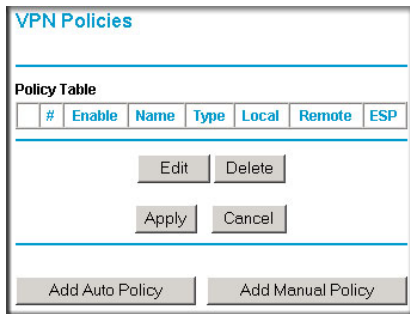 VPN Policies
Policy Table
# Enable Name Type Local Remote ESP
Edit Delete
Apply Cancel
Add Auto Policy Add Manual Policy